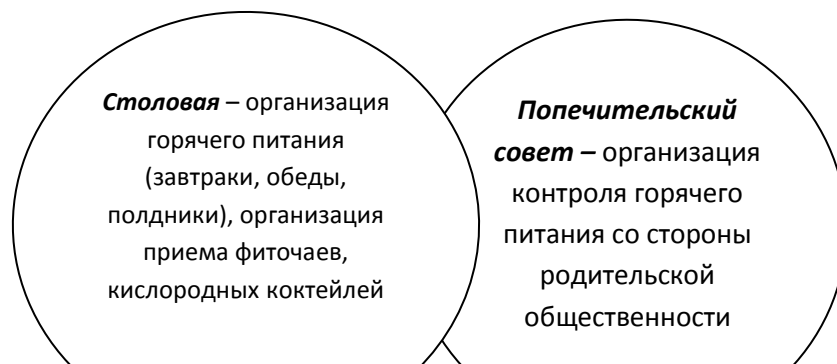 Столовая – организация
горячего питания
(завтраки, обеды,
полдники), организация
приема фиточаев,
кислородных коктейлей
Попечительский
совет – организация
контроля горячего
питания со стороны
родительской
общественности